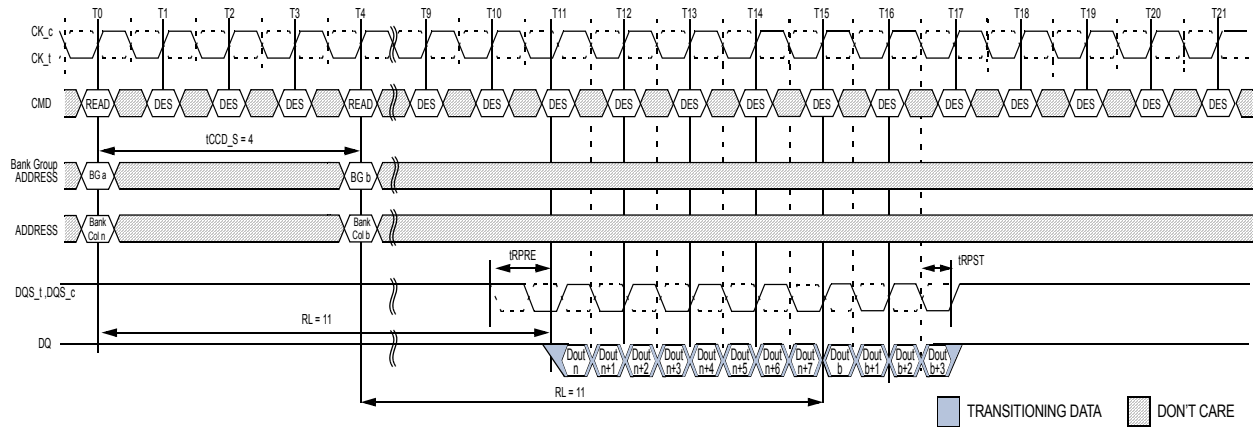 T0 T1 T2 T3 T4 T9 T10 T11 T12 T13 T14 T15 T16 T17 T18 T19 T20 T21
CK_c
CK_t
CMD READ DES DES DES READ DES DES DES DES DES DES DES DES DES DES DES DES DES
tCCD_S = 4
Bank Group
ADDRESS BG a BG b
ADDRESS Bank
Col n Bank
Col b
tRPRE tRPST
DQS_t ,DQS_c
RL = 11
DQ Dout
n Dout
n+1 Dout
n+2 Dout
n+3 Dout
n+4 Dout
n+5 Dout
n+6 Dout
n+7 Dout
b Dout
b+1 Dout
b+2 Dout
b+3
RL = 11
TRANSITIONING DATA DON'T CARE